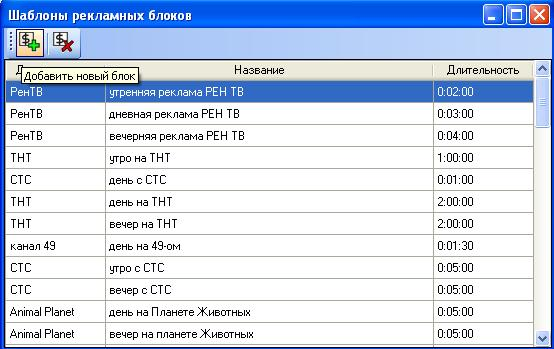 Шаблоны рекламных блоков
Добавить новый блок
Название Длительность
РенТВ утренняя реклама РЕН ТВ 0:02:00
РенТВ дневная реклама РЕН ТВ 0:03:00
РенТВ вечерняя реклама РЕН ТВ 0:04:00
ТНТ утро на ТНТ 1:00:00
СТС день с СТС 0:01:00
ТНТ день на ТНТ 2:00:00
ТНТ вечер на ТНТ 2:00:00
канал 49 день на 49-ом 0:01:30
СТС утро с СТС 0:05:00
СТС вечер с СТС 0:05:00
Animal Planet день на Планете Животных 0:05:00
Animal Planet вечер на планете Животных 0:05:00